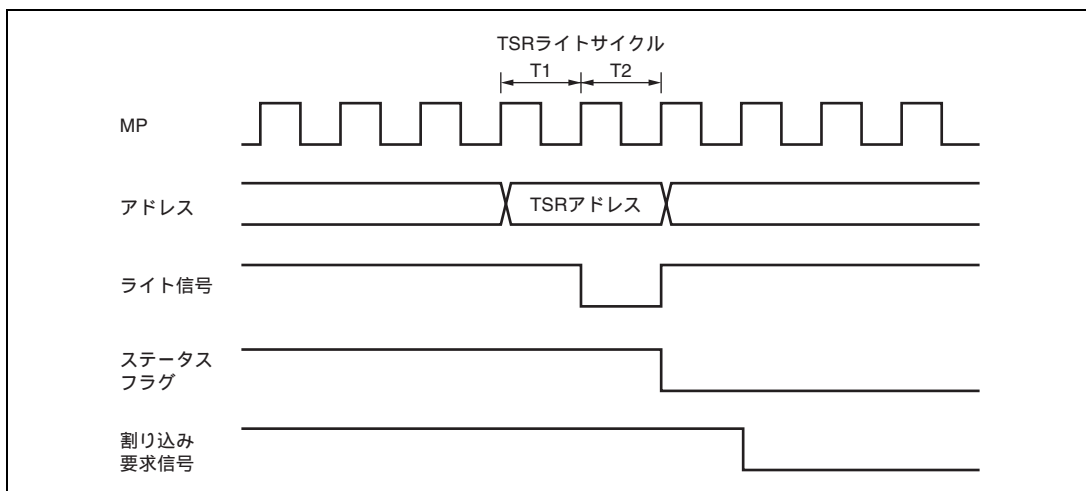 TSRライトサイクル
T1 T2
MP
アドレス
TSRアドレス
ライト信号
ステータス
フラグ
割り込み
要求信号